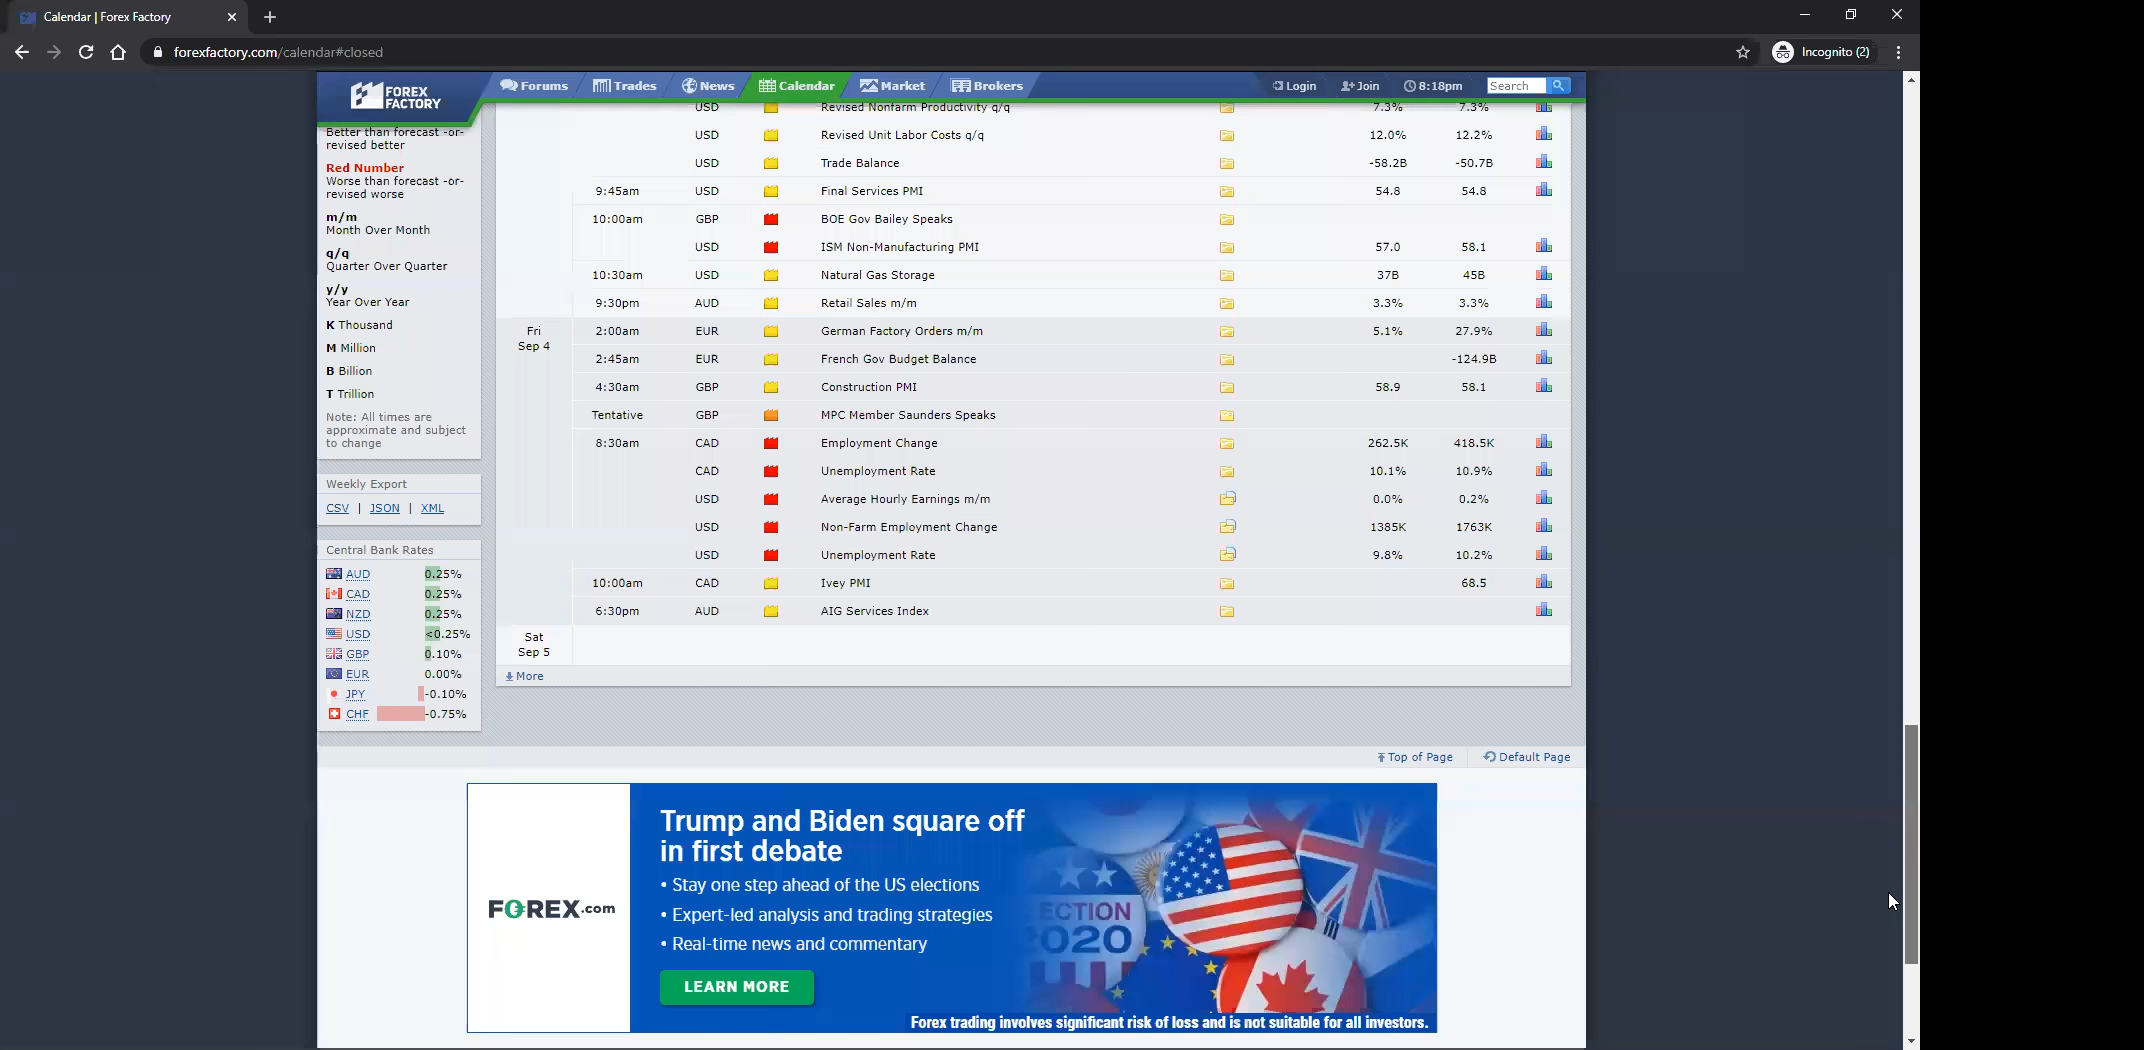 Calendar | Forex Factory
forexfactory.com/calendar#closed
Incognito (2)
FOREX
FACTORY
Forums Trades News Calendar Market Brokers Login Join 8:18pm Search
Better than forecast -or-
revised better
Red Number
Worse than forecast -or-
revised worse
m/m
Month Over Month
q/q
Quarter Over Quarter
y/y
Year Over Year
K Thousand
M Million
B Billion
T Trillion
Note: All times are
approximate and subject
to change
Weekly Export
CSV | JSON | XML
Central Bank Rates
AUD 0.25%
CAD 0.25%
NZD 0.25%
USD <0.25%
GBP 0.10%
EUR 0.00%
JPY -0.10%
CHF -0.75%
USD Revised Nonfarm Productivity q/q 7.3% 7.3%
USD Revised Unit Labor Costs q/q 12.0% 12.2%
USD Trade Balance -58.2B -50.7B
9:45am USD Final Services PMI 54.8 54.8
10:00am GBP BOE Gov Bailey Speaks
USD ISM Non-Manufacturing PMI 57.0 58.1
10:30am USD Natural Gas Storage 37B 45B
9:30pm AUD Retail Sales m/m 3.3% 3.3%
Fri 2:00am EUR German Factory Orders m/m 5.1% 27.9%
Sep 4
2:45am EUR French Gov Budget Balance -124.9B
4:30am GBP Construction PMI 58.9 58.1
Tentative GBP MPC Member Saunders Speaks
8:30am CAD Employment Change 262.5K 418.5K
CAD Unemployment Rate 10.1% 10.9%
USD Average Hourly Earnings m/m 0.0% 0.2%
USD Non-Farm Employment Change 1385K 1763K
USD Unemployment Rate 9.8% 10.2%
10:00am CAD Ivey PMI 68.5
6:30pm AUD AIG Services Index
Sat
Sep 5
More
Top of Page Default Page
FOREX.com
Trump and Biden square off
in first debate
• Stay one step ahead of the US elections
• Expert-led analysis and trading strategies
• Real-time news and commentary
LEARN MORE
ECTION
2020
Forex trading involves significant risk of loss and is not suitable for all investors.